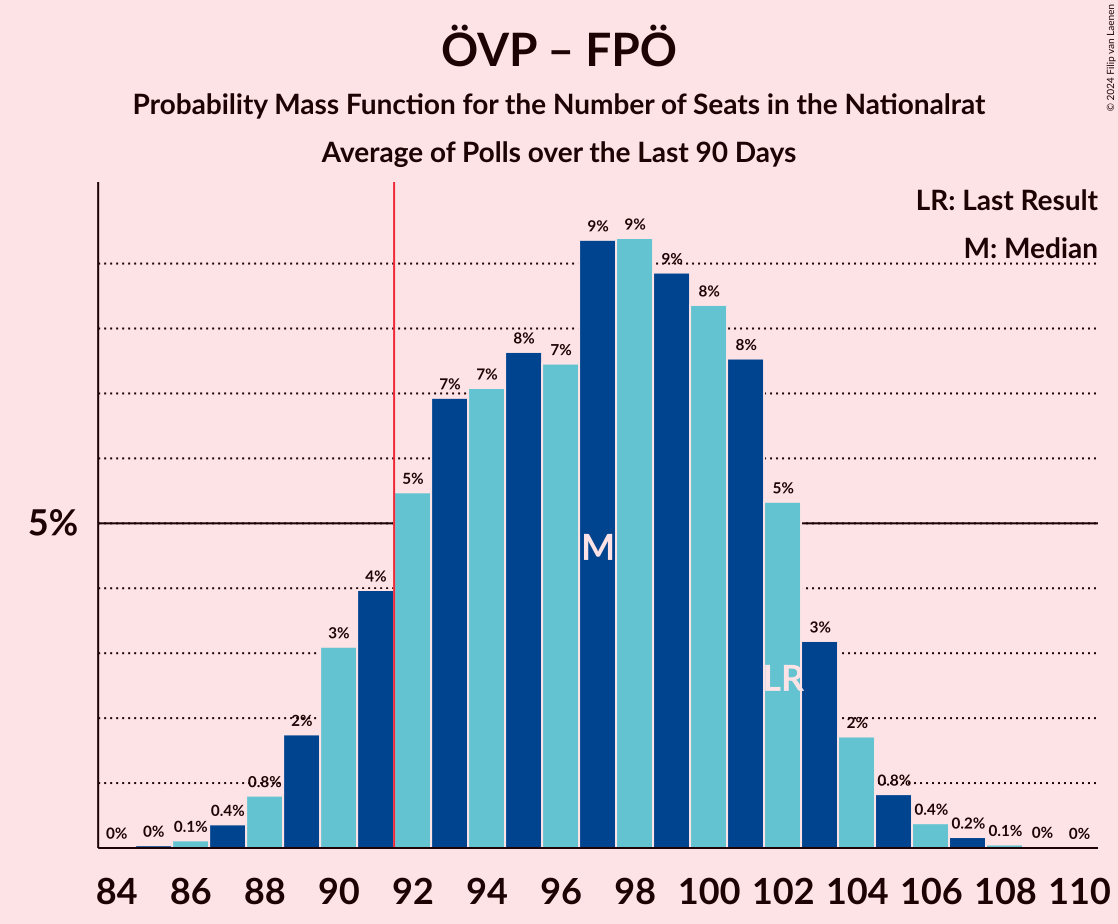 ÖVP – FPÖ
Probability Mass Function for the Number of Seats in the Nationalrat
Average of Polls over the Last 90 Days
© 2024 Filip van Laenen
LR: Last Result
M: Median
5%
0% 0% 0.1% 0.4% 0.8% 2% 3% 4% 5% 7% 7% 8% 7% 9% 9% 9% 8% 8% 5% 3% 2% 0.8% 0.4% 0.2% 0.1% 0% 0%
M
LR
84 86 88 90 92 94 96 98 100 102 104 106 108 110